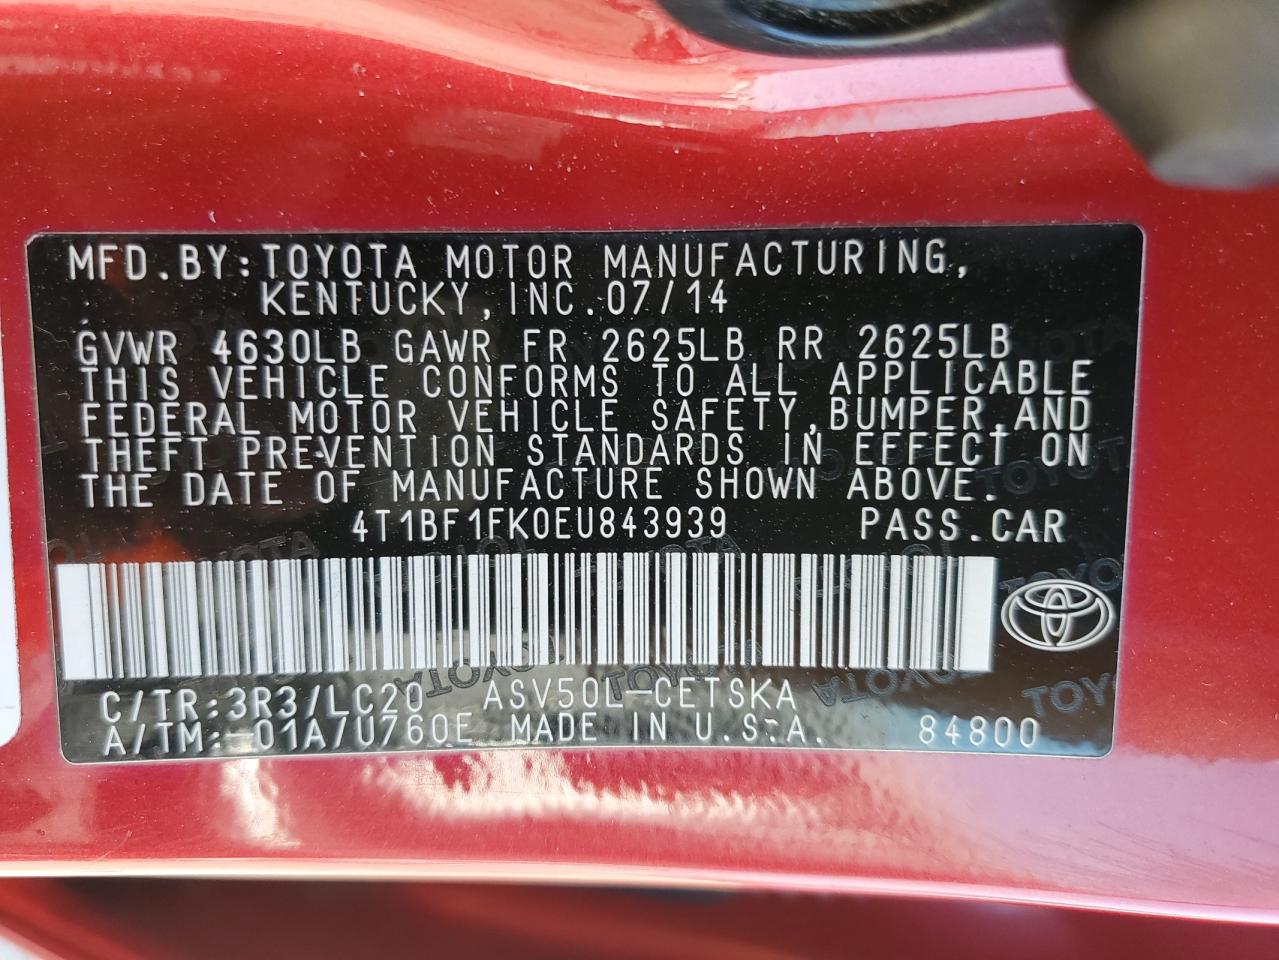 MFD.BY:TOYOTA MOTOR MANUFACTURING,
KENTUCKY,INC.07/14
GVWR 4630LB GAWR FR 2625LB RR 2625LB
THIS VEHICLE CONFORMS TO ALL APPLICABLE
FEDERAL MOTOR VEHICLE SAFETY,BUMPER,AND
THEFT PREVENTION STANDARDS IN EFFECT ON
THE DATE OF MANUFACTURE SHOWN ABOVE.
4T1BF1FK0EU843939 PASS.CAR
C/TR:3R3/LC20 ASV50L-CETSKA
A/TM:-01A/U760E MADE IN U.S.A. 84800